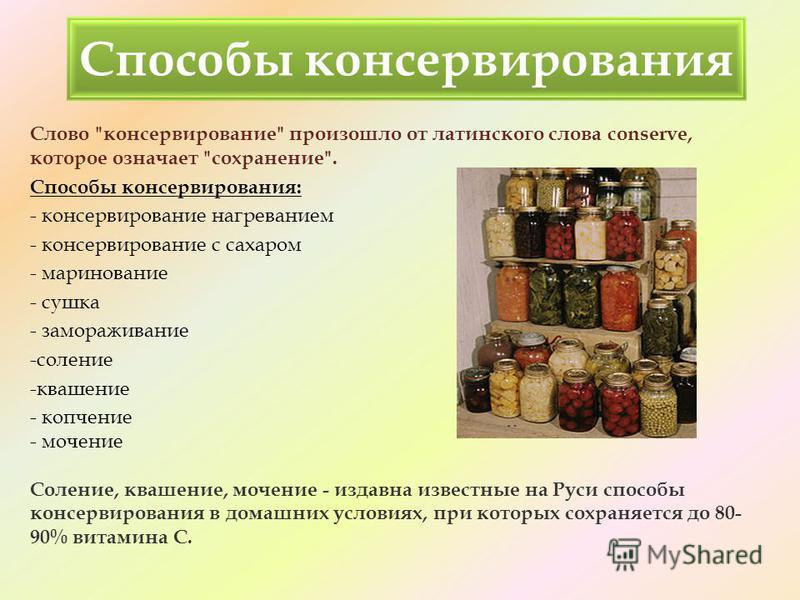 Способы консервирования
Слово "консервирование" произошло от латинского слова conserve,
которое означает "сохранение".
Способы консервирования:
- консервирование нагреванием
- консервирование с сахаром
- маринование
- сушка
- замораживание
-соление
-квашение
- копчение
- мочение
Соление, квашение, мочение - издавна известные на Руси способы
консервирования в домашних условиях, при которых сохраняется до 80-
90% витамина С.
MyShared